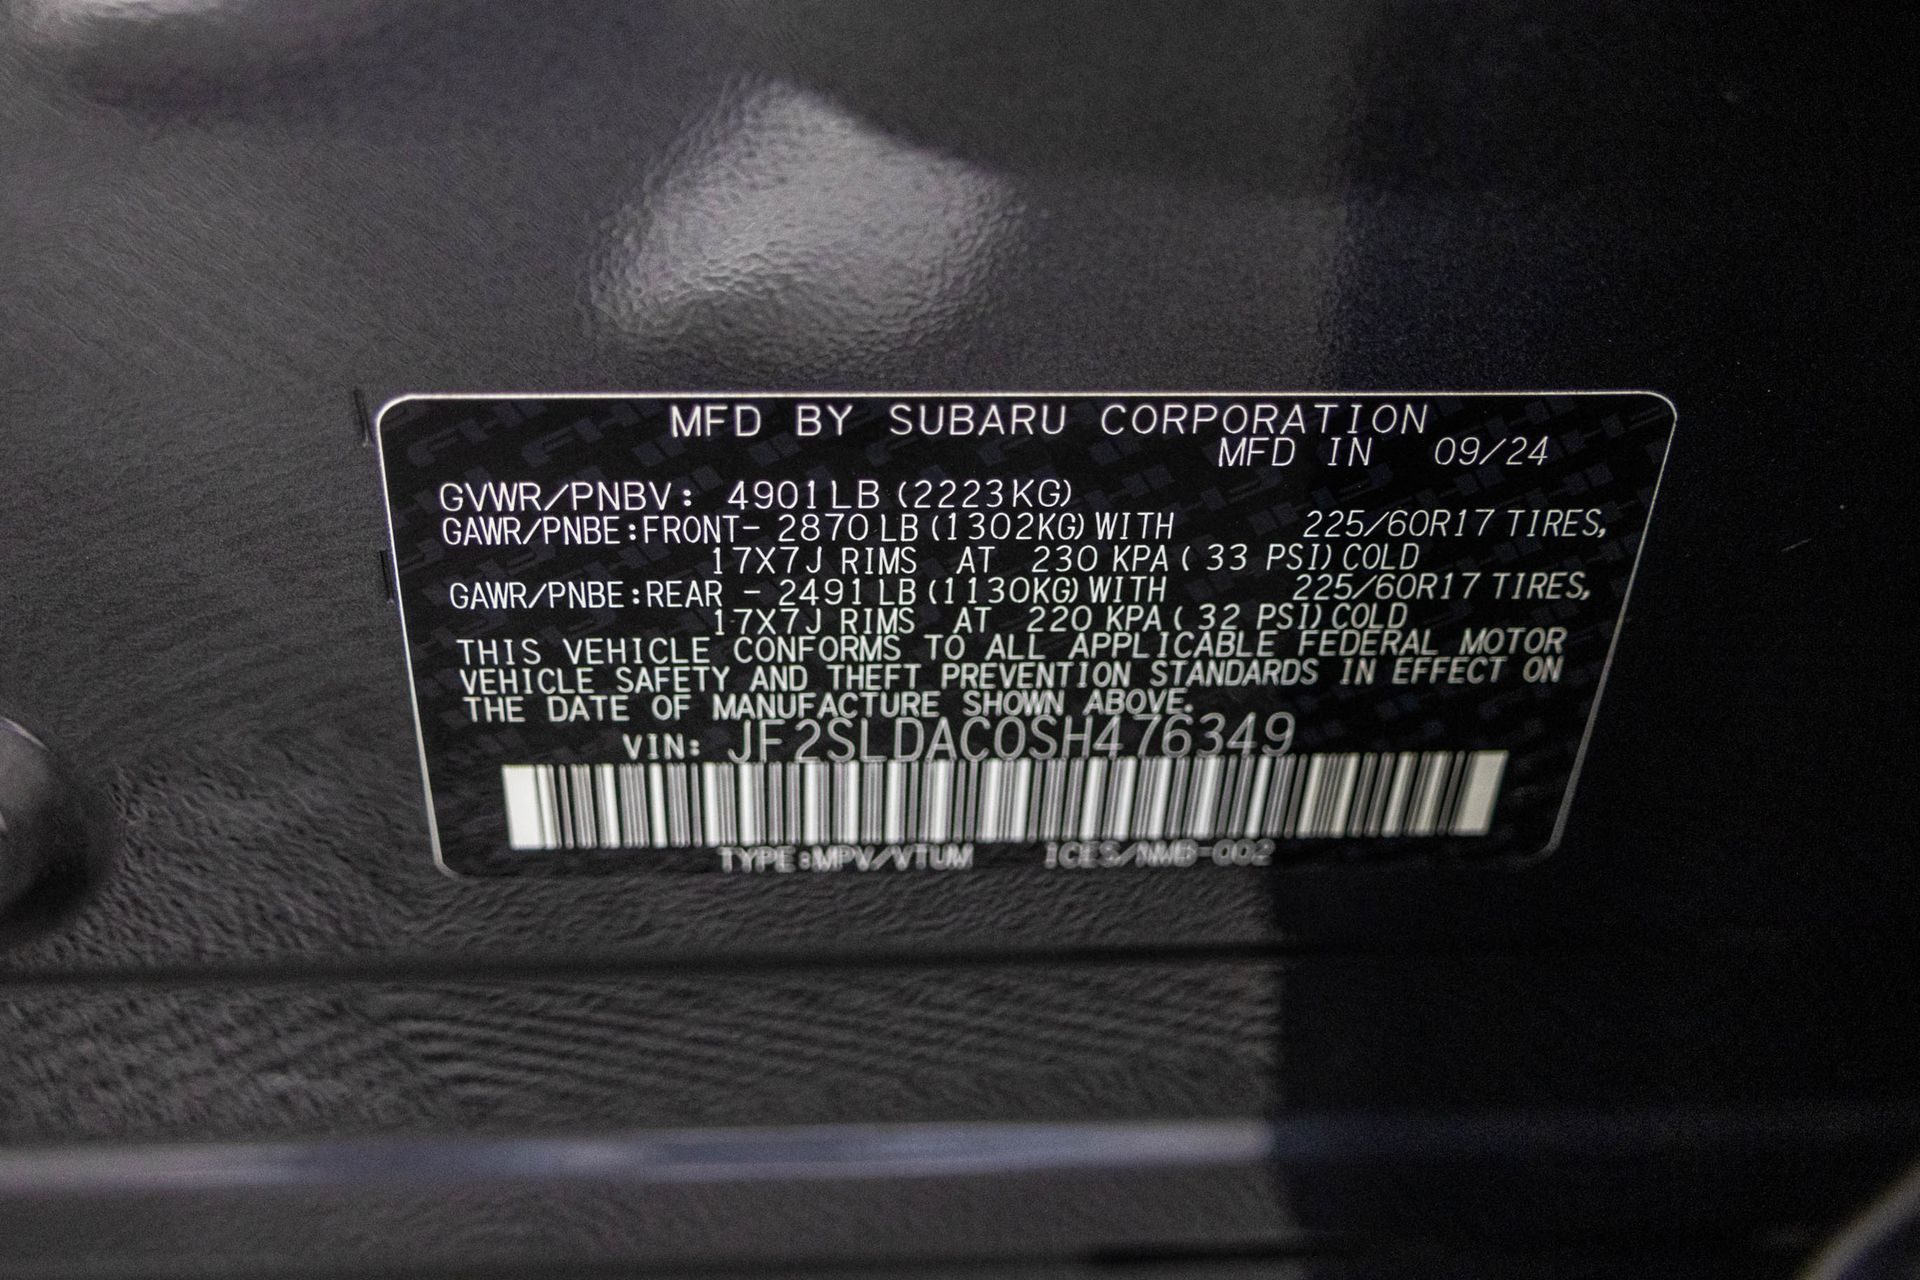 MFD BY SUBARU CORPORATION
MFD IN 09/24
GVWR/PNBV: 4901LB (2223KG)
GAWR/PNBE:FRONT- 2870LB (1302KG) WITH 225/60R17 TIRES,
17X7J RIMS AT 230 KPA ( 33 PSI) COLD
GAWR/PNBE:REAR - 2491LB (1130KG) WITH 225/60R17 TIRES,
17X7J RIMS AT 220 KPA ( 32 PSI) COLD
THIS VEHICLE CONFORMS TO ALL APPLICABLE FEDERAL MOTOR
VEHICLE SAFETY AND THEFT PREVENTION STANDARDS IN EFFECT ON
THE DATE OF MANUFACTURE SHOWN ABOVE.
VIN: JF2SLDAC0SH476349
TYPE:MPV/VTUM ICES/NMB-002